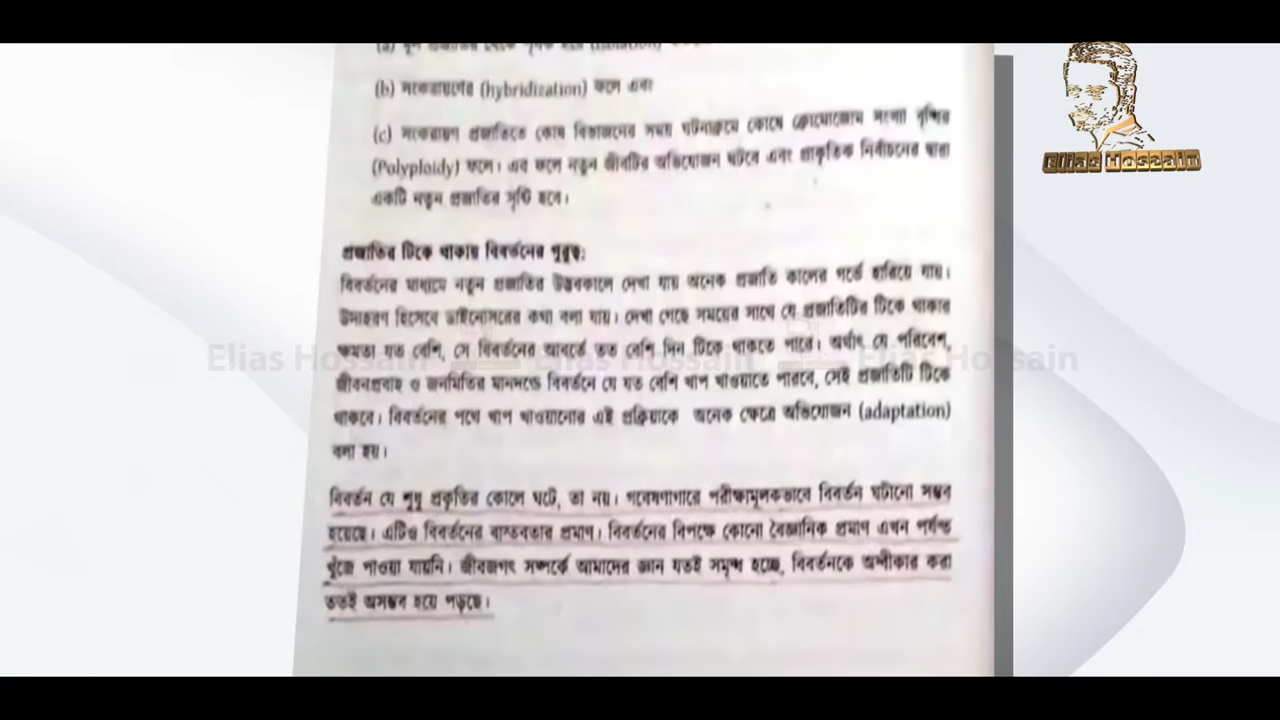 (b) সংকরায়ণের (hybridization) ফলে এবং
(c) সংকরায়ণ প্রজাতিতে কোষ বিভাজনের সময় ঘটনাক্রমে কোষে ক্রোমোজোম সংখ্যা বৃদ্ধির
(Polyploidy) ফলে। এর ফলে নতুন জীবটির অভিযোজন ঘটবে এবং প্রাকৃতিক নির্বাচনের দ্বারা
একটি নতুন প্রজাতির সৃষ্টি হবে।
প্রজাতির টিকে থাকায় বিবর্তনের গুরুত্ব:
বিবর্তনের মাধ্যমে নতুন প্রজাতির উদ্ভবকালে দেখা যায় অনেক প্রজাতি কালের গর্ভে হারিয়ে যায়।
উদাহরণ হিসেবে ডাইনোসরের কথা বলা যায়। দেখা গেছে সময়ের সাথে যে প্রজাতিটির টিকে থাকার
ক্ষমতা যত বেশি, সে বিবর্তনের আবর্তে তত বেশি দিন টিকে থাকতে পারে। অর্থাৎ যে পরিবেশ,
জীবনপ্রবাহ ও জনমিতির মানদণ্ডে বিবর্তনে যে যত বেশি খাপ খাওয়াতে পারবে, সেই প্রজাতিটি টিকে
থাকবে। বিবর্তনের পথে খাপ খাওয়ানোর এই প্রক্রিয়াকে অনেক ক্ষেত্রে অভিযোজন (adaptation)
বলা হয়।
বিবর্তন যে শুধু প্রকৃতির কোলে ঘটে, তা নয়। গবেষণাগারে পরীক্ষামূলকভাবে বিবর্তন ঘটানো সম্ভব
হয়েছে। এটিও বিবর্তনের বাস্তবতার প্রমাণ। বিবর্তনের বিপক্ষে কোনো বৈজ্ঞানিক প্রমাণ এখন পর্যন্ত
খুঁজে পাওয়া যায়নি। জীবজগৎ সম্পর্কে আমাদের জ্ঞান যতই সমৃদ্ধ হচ্ছে, বিবর্তনকে অস্বীকার করা
ততই অসম্ভব হয়ে পড়ছে।
Elias Hossain
Elias Hossain
Elias Hossain
Elias Hossain